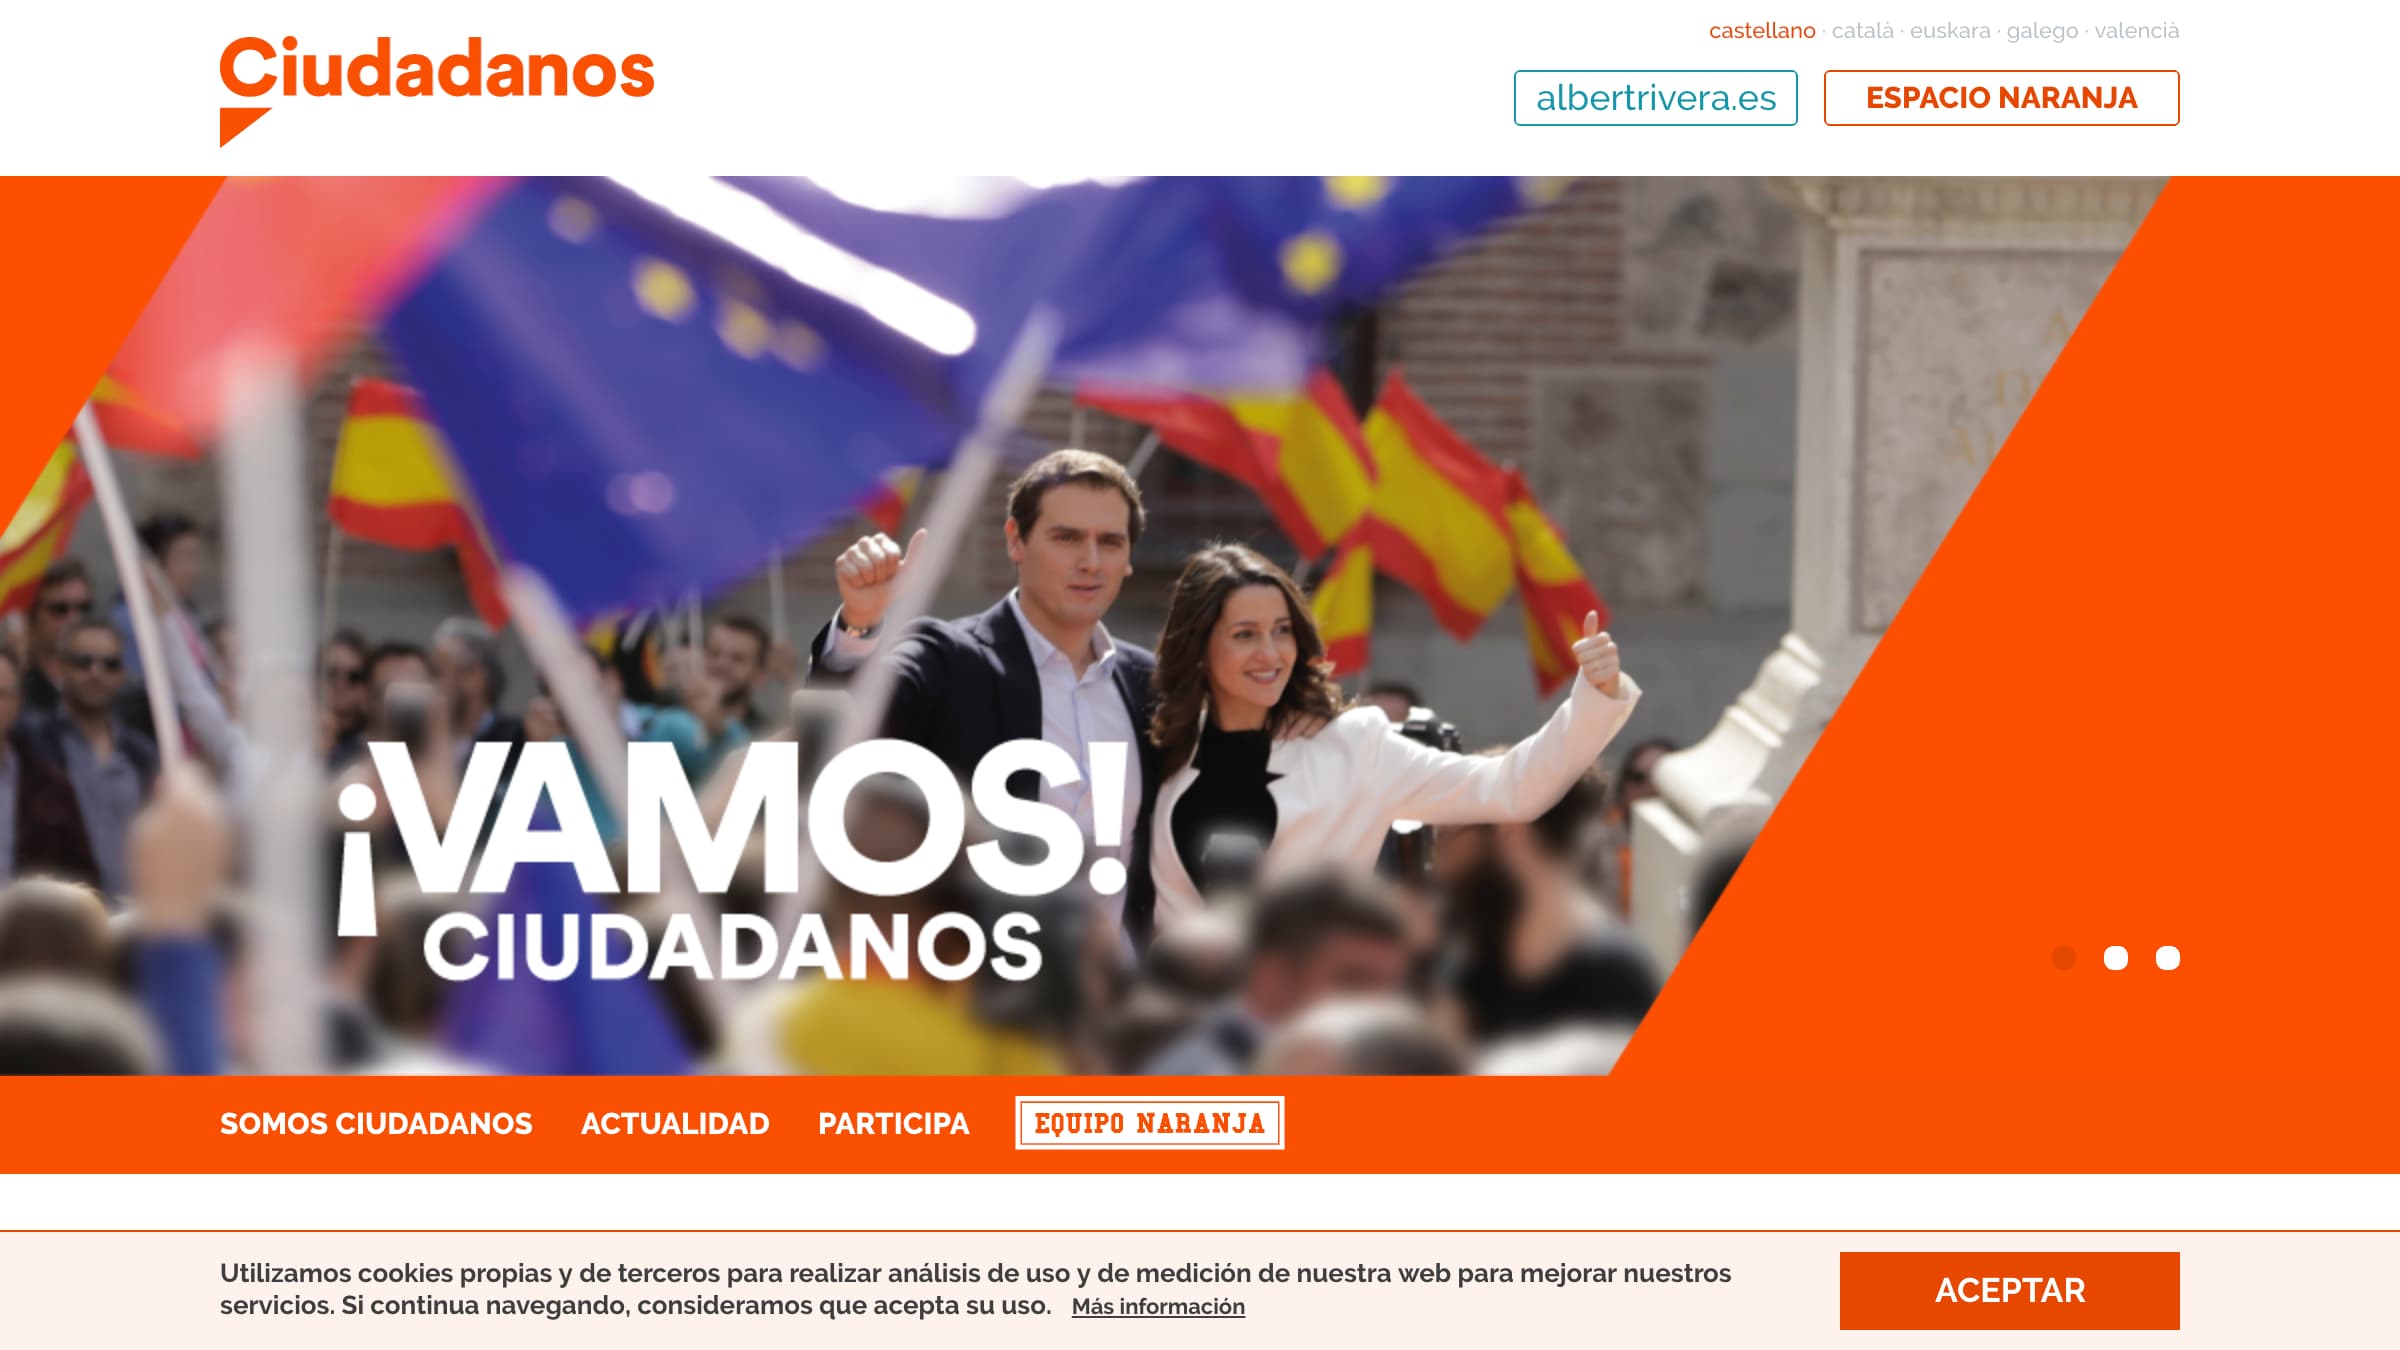 Ciudadanos
castellano · català · euskara · galego · valencià
albertrivera.es
ESPACIO NARANJA
¡VAMOS!
CIUDADANOS
SOMOS CIUDADANOS
ACTUALIDAD
PARTICIPA
EQUIPO NARANJA
Utilizamos cookies propias y de terceros para realizar análisis de uso y de medición de nuestra web para mejorar nuestros
servicios. Si continua navegando, consideramos que acepta su uso. Más información
ACEPTAR